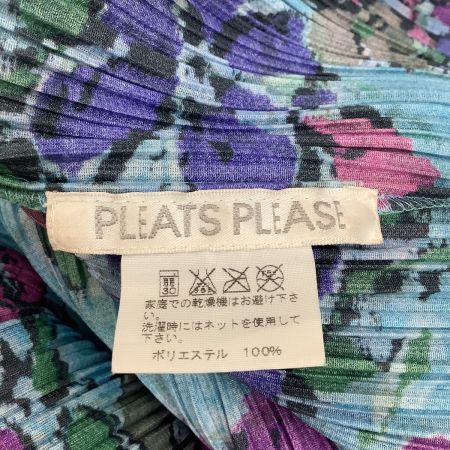 PLEATS PLEASE
30
家庭での乾燥機はお避け下さ
い。
洗濯時にはネットを使用して
下さい。
ポリエステル 100%